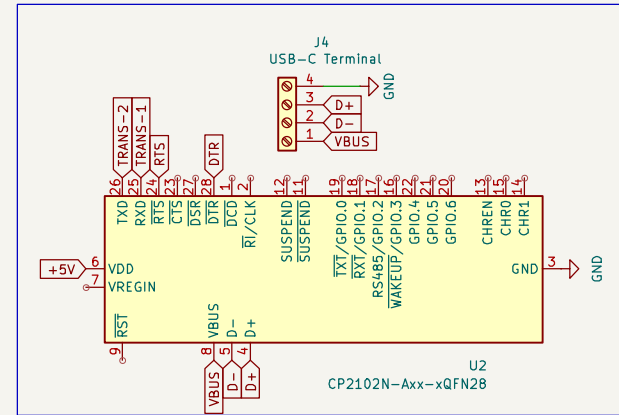 J4
USB-C Terminal
4
GND
3
D+
2
D-
1
VBUS
TRANS-2
TRANS-1
RTS
DTR
26
25
24
23
27
28
1
2
12
11
19
18
17
16
22
21
20
13
15
14
TXD
RXD
RTS
CTS
DSR
DTR
DCD
RI/CLK
SUSPEND
SUSPEND
TXT/GPIO.0
RXT/GPIO.1
RS485/GPIO.2
WAKEUP/GPIO.3
GPIO.4
GPIO.5
GPIO.6
CHREN
CHR0
CHR1
+5V
6
VDD
7
VREGIN
GND
3
GND
RST
VBUS
D-
D+
9
8
5
4
VBUS
D-
D+
U2
CP2102N-Axx-xQFN28